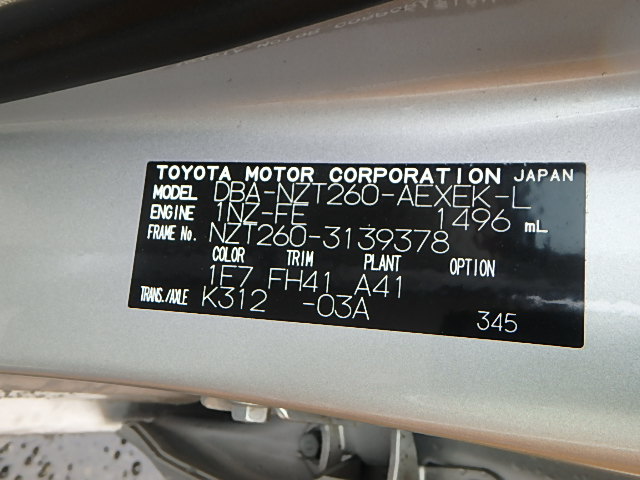 TOYOTA MOTOR CORPORATION JAPAN
MODEL DBA-NZT260-AEXEK-L
ENGINE 1NZ-FE 1496 mL
FRAME No. NZT260-3139378
COLOR TRIM PLANT OPTION
1E7 FH41 A41
TRANS./AXLE K312 -03A
345